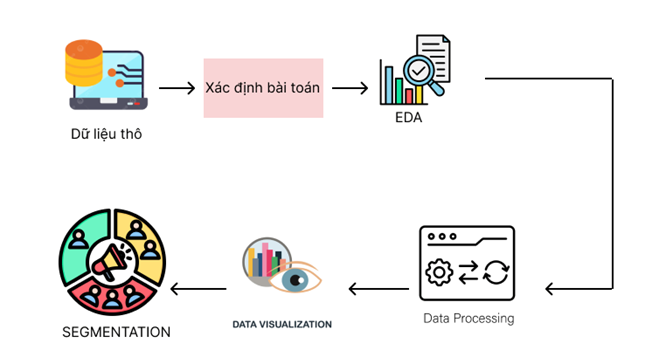 Dữ liệu thô
Xác định bài toán
EDA
Data Processing
DATA VISUALIZATION
SEGMENTATION